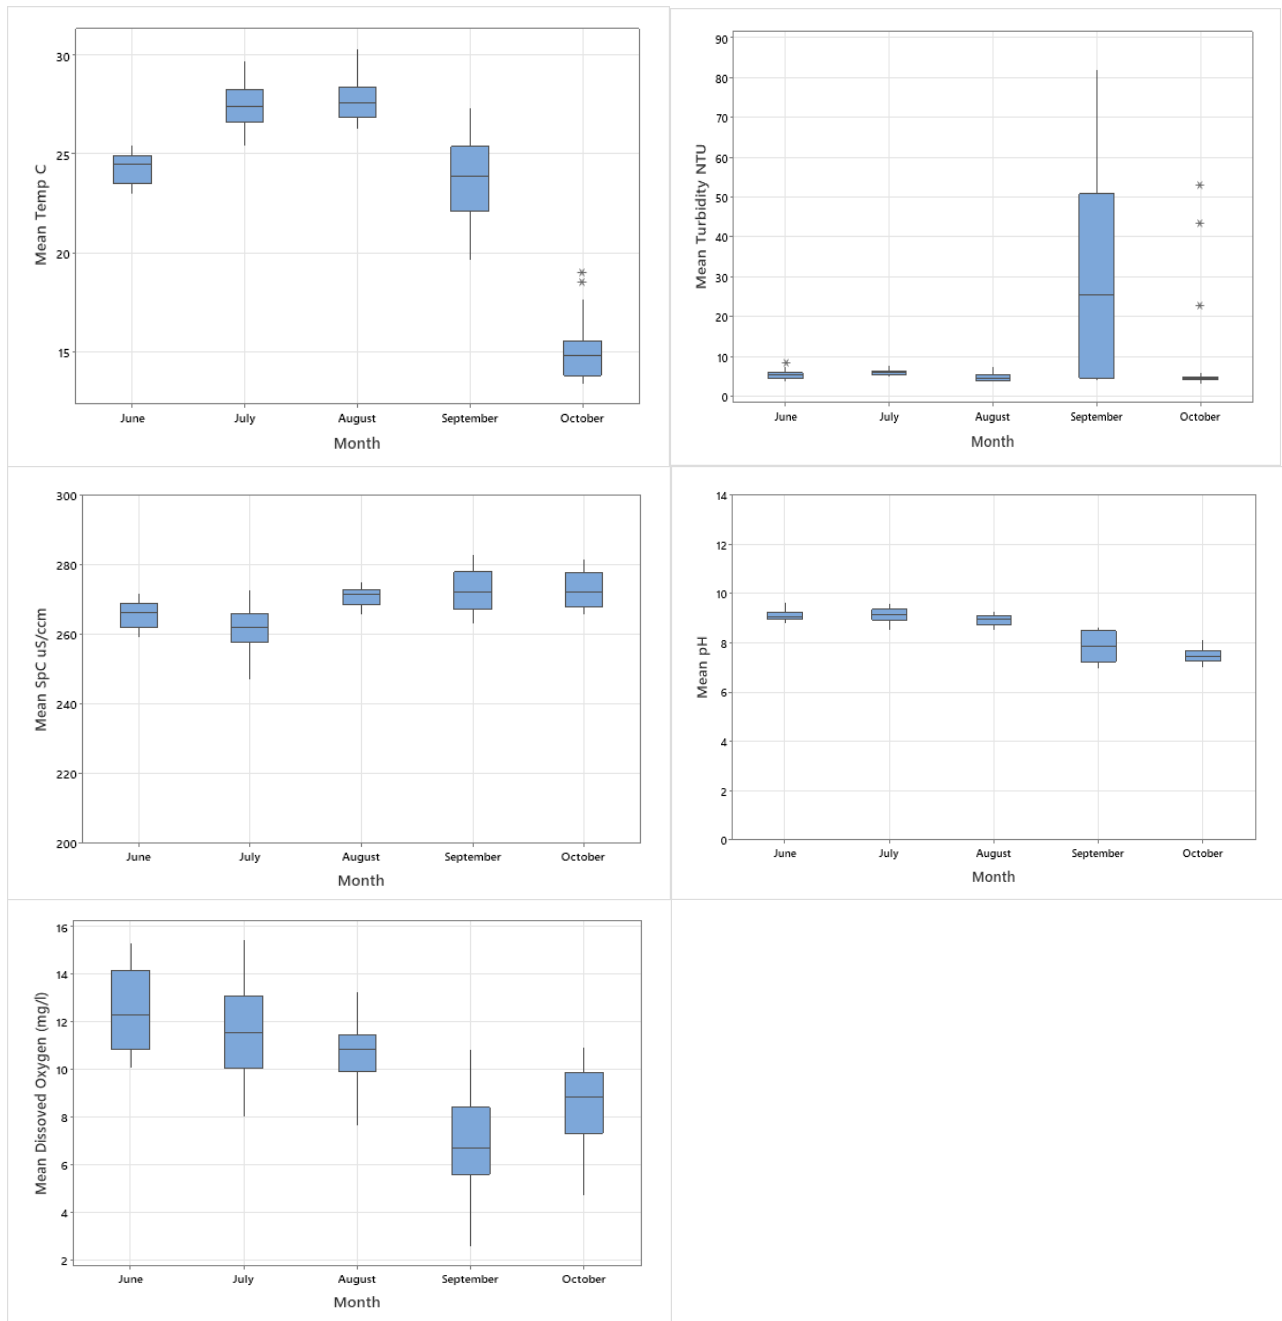 Mean Temp C
30
25
20
15
June July August September October
Month
Mean Turbidity NTU
90
80
70
60
50
40
30
20
10
0
June July August September October
Month
Mean SpC uS/ccm
300
280
260
240
220
200
June July August September October
Month
Mean pH
14
12
10
8
6
4
2
0
June July August September October
Month
Mean Dissoved Oxygen (mg/l)
16
14
12
10
8
6
4
2
June July August September October
Month